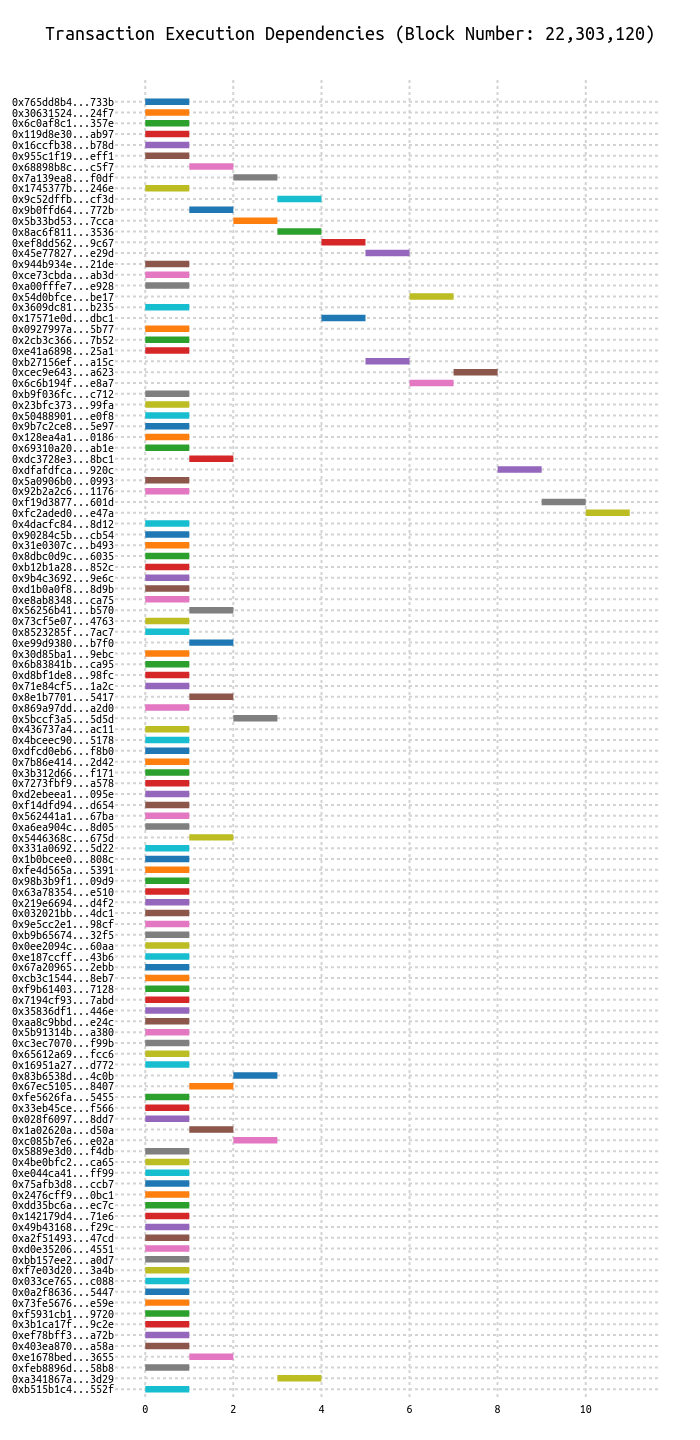 Transaction Execution Dependencies (Block Number: 22,303,120)
0x765dd8b4...733b
0x30631524...24f7
0x6c0af8c1...357e
0x119d8e30...ab97
0x16ccfb38...b78d
0x955c1f19...eff1
0x68898b8c...c5f7
0x7a139ea8...f0df
0x1745377b...246e
0x9c52dffb...cf3d
0x9b0ffd64...772b
0x5b33bd53...7cca
0x8ac6f811...3536
0xef8dd562...9c67
0x45e77827...e29d
0x944b934e...21de
0xce73cbda...ab3d
0xa00fffe7...e928
0x54d0bfce...be17
0x3609dc81...b235
0x17571e0d...dbc1
0x0927997a...5b77
0x2cb3c366...7b52
0xe41a6898...25a1
0xb27156ef...a15c
0xcec9e643...a623
0x6c6b194f...e8a7
0xb9f036fc...c712
0x23bfc373...99fa
0x50488901...e0f8
0x9b7c2ce8...5e97
0x128ea4a1...0186
0x69310a20...ab1e
0xdc3728e3...8bc1
0xdfafdfca...920c
0x5a0906b0...0993
0x92b2a2c6...1176
0xf19d3877...601d
0xfc2aded0...e47a
0x4dacfc84...8d12
0x90284c5b...cb54
0x31e0307c...b493
0x8dbc0d9c...6035
0xb12b1a28...852c
0x9b4c3692...9e6c
0xd1b0a0f8...8d9b
0xe8ab8348...ca75
0x56256b41...b570
0x73cf5e07...4763
0x8523285f...7ac7
0xe99d9380...b7f0
0x30d85ba1...9ebc
0x6b83841b...ca95
0xd8bf1de8...98fc
0x71e84cf5...1a2c
0x8e1b7701...5417
0x869a97dd...a2d0
0x5bccf3a5...5d5d
0x436737a4...ac11
0x4bceec90...5178
0xdfcd0eb6...f8b0
0x7b86e414...2d42
0x3b312d66...f171
0x7273fbf9...a578
0xd2ebeea1...095e
0xf14dfd94...d654
0x562441a1...67ba
0xa6ea904c...8d05
0x5446368c...675d
0x331a0692...5d22
0x1b0bcee0...808c
0xfe4d565a...5391
0x98b3b9f1...09d9
0x63a78354...e510
0x219e6694...d4f2
0x032021bb...4dc1
0x9e5cc2e1...98cf
0xb9b65674...32f5
0x0ee2094c...60aa
0xe187ccff...43b6
0x67a20965...2ebb
0xcb3c1544...8eb7
0xf9b61403...7128
0x7194cf93...7abd
0x35836df1...446e
0xaa8c9bbd...e24c
0x5b91314b...a380
0xc3ec7070...f99b
0x65612a69...fcc6
0x16951a27...d772
0x83b6538d...4c0b
0x67ec5105...8407
0xfe5626fa...5455
0x33eb45ce...f566
0x028f6097...8dd7
0x1a02620a...d50a
0xc085b7e6...e02a
0x5889e3d0...f4db
0x4be0bfc2...ca65
0xe044ca41...ff99
0x75afb3d8...ccb7
0x2476cff9...0bc1
0xdd35bc6a...ec7c
0x142179d4...71e6
0x49b43168...f29c
0xa2f51493...47cd
0xd0e35206...4551
0xbb157ee2...a0d7
0xf7e03d20...3a4b
0x033ce765...c088
0x0a2f8636...5447
0x73fe5676...e59e
0xf5931cb1...9720
0x3b1ca17f...9c2e
0xef78bff3...a72b
0x403ea870...a58a
0xe1678bed...3655
0xfeb8896d...58b8
0xa341867a...3d29
0xb515b1c4...552f
0 2 4 6 8 10